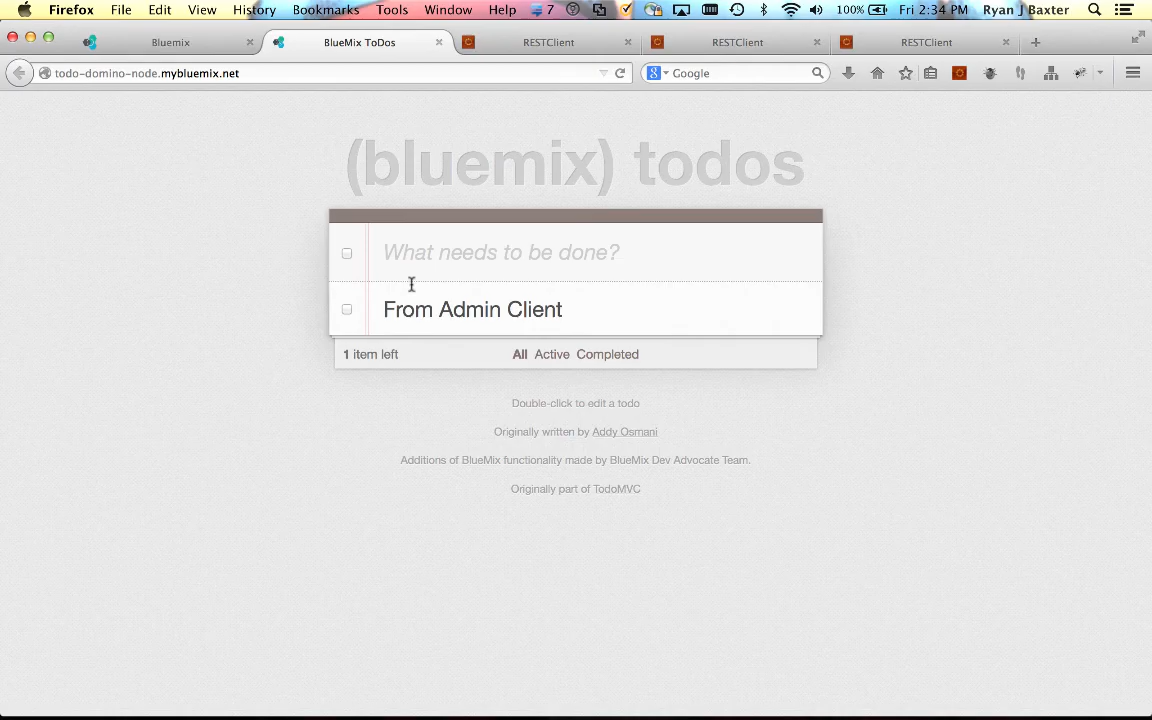 Firefox File Edit View History Bookmarks Tools Window Help 7 100% Fri 2:34 PM Ryan J Baxter
Bluemix BlueMix ToDos RESTClient RESTClient RESTClient
todo-domino-node.mybluemix.net Google
(bluemix) todos
What needs to be done?
From Admin Client
1 item left All Active Completed
Double-click to edit a todo
Originally written by Addy Osmani
Additions of BlueMix functionality made by BlueMix Dev Advocate Team.
Originally part of TodoMVC